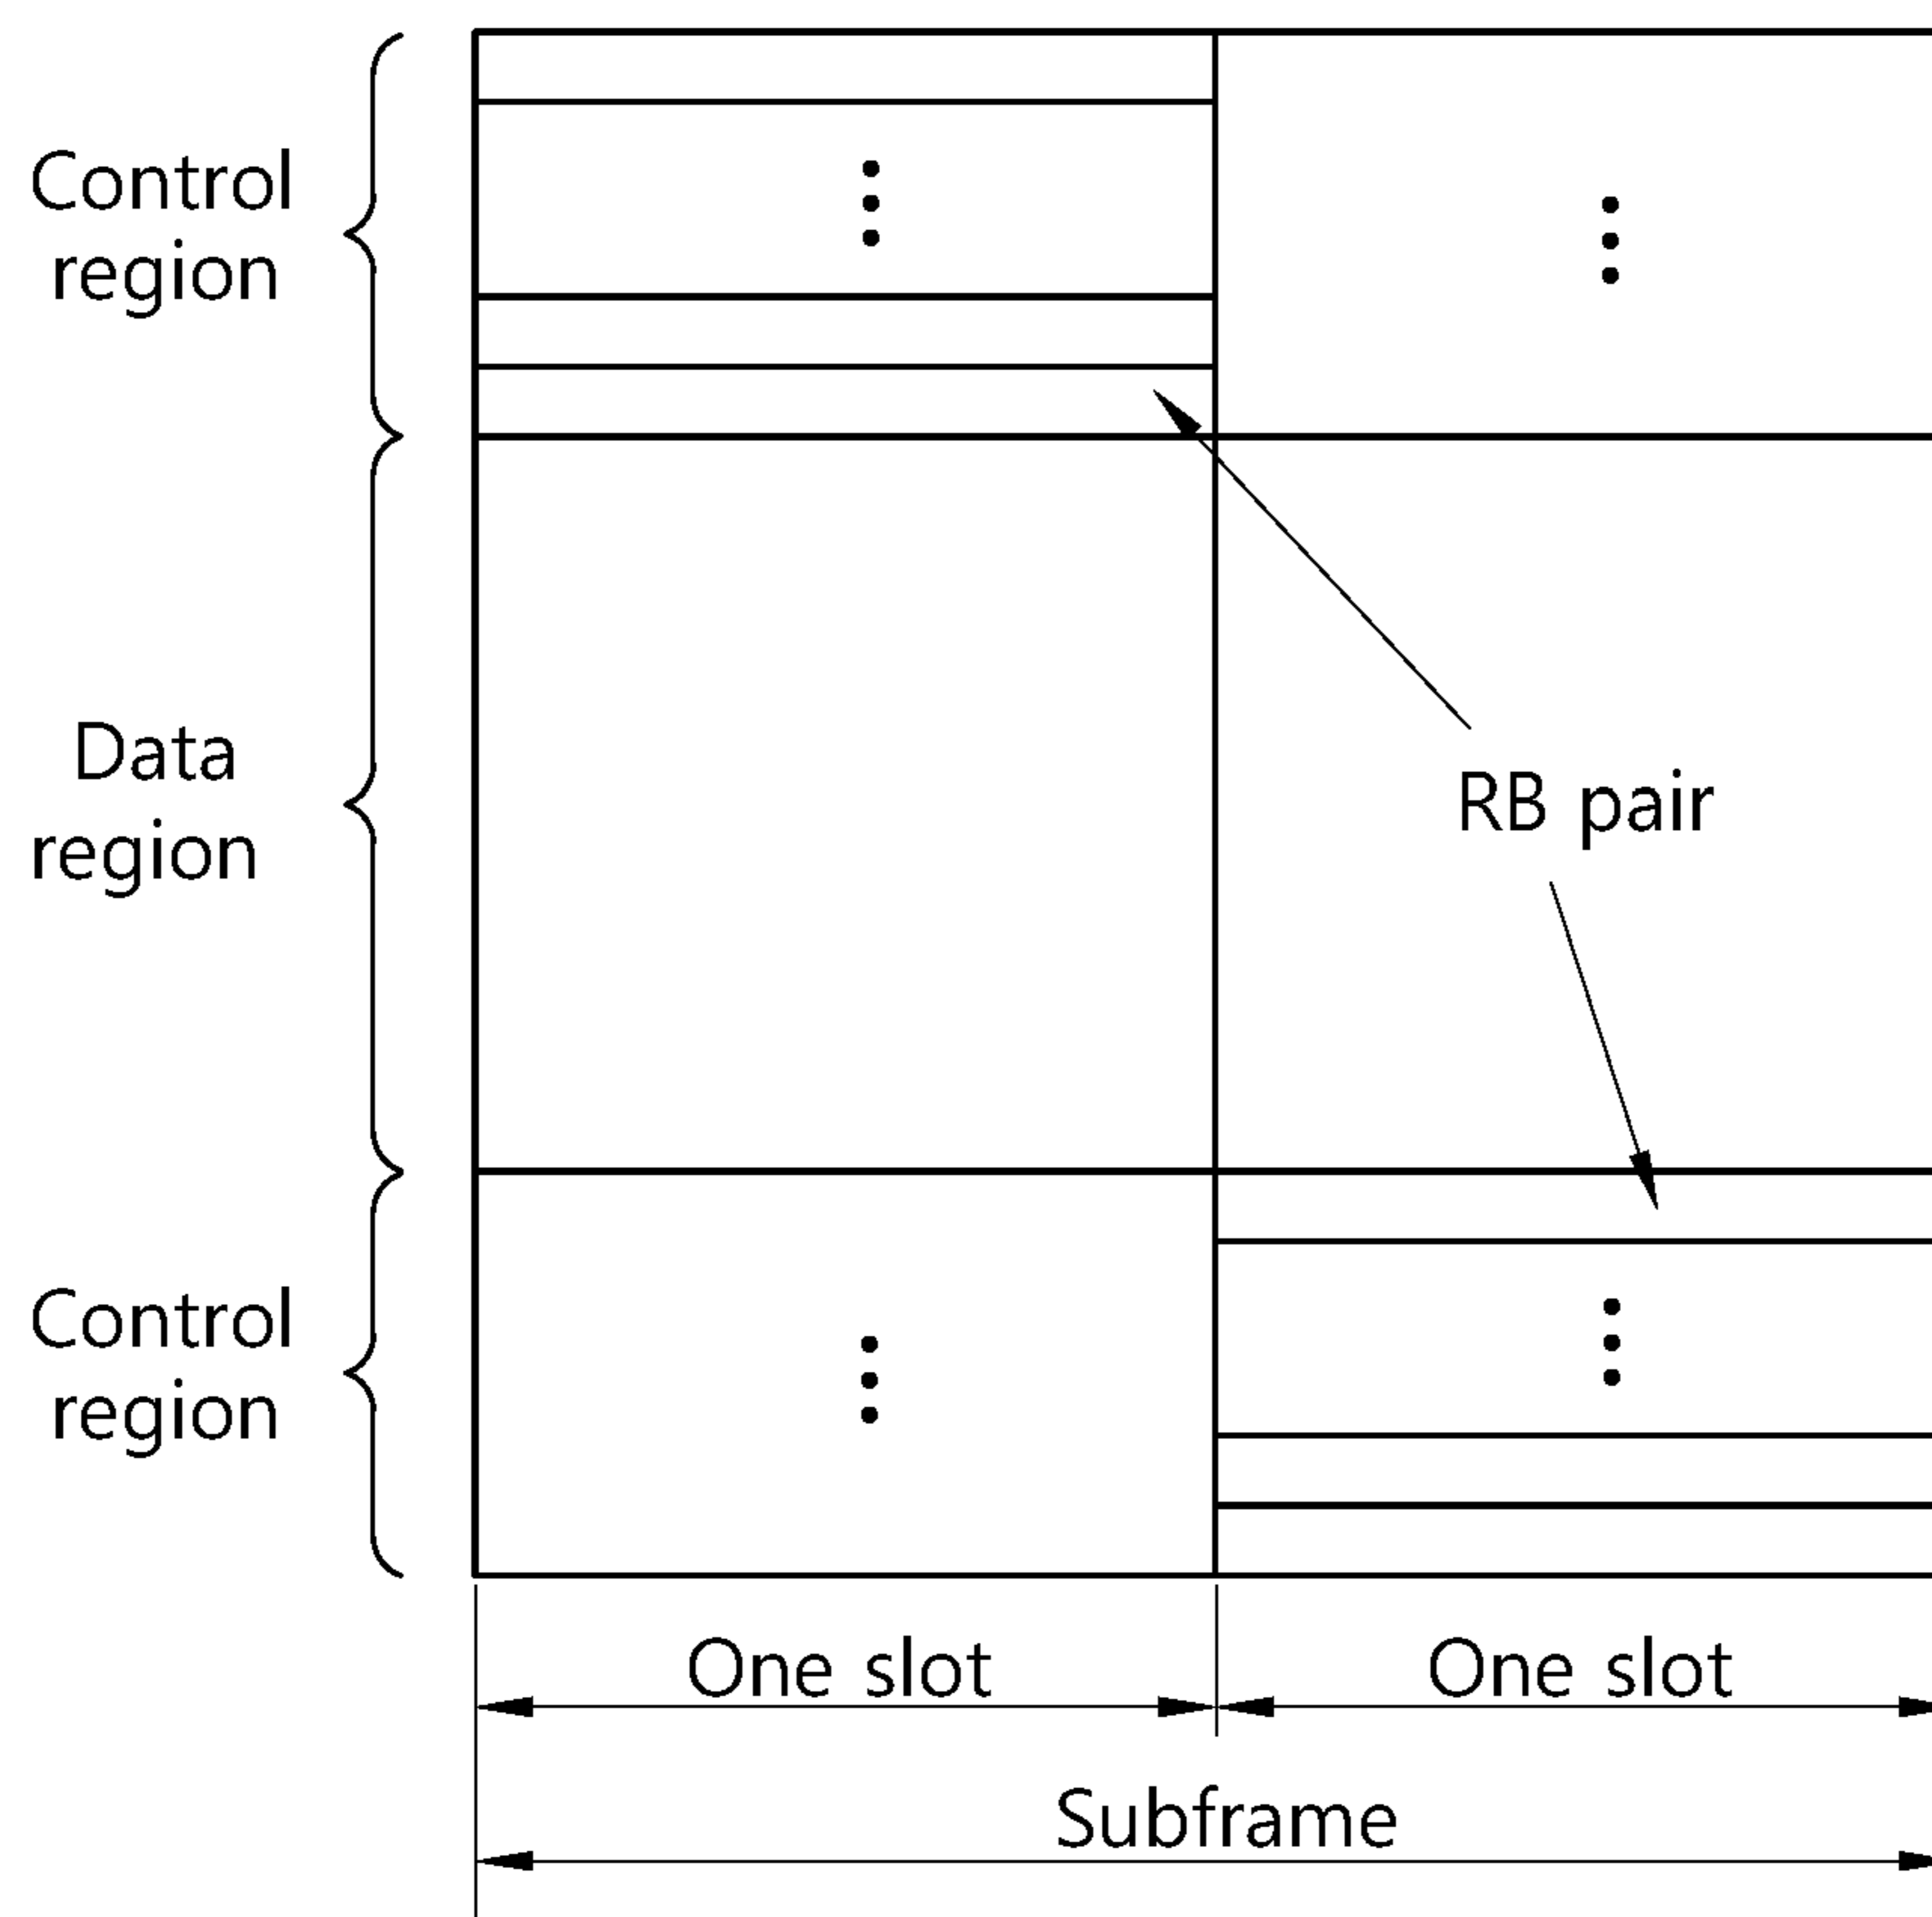 Control
region
Data
region
RB pair
Control
region
One slot
One slot
Subframe